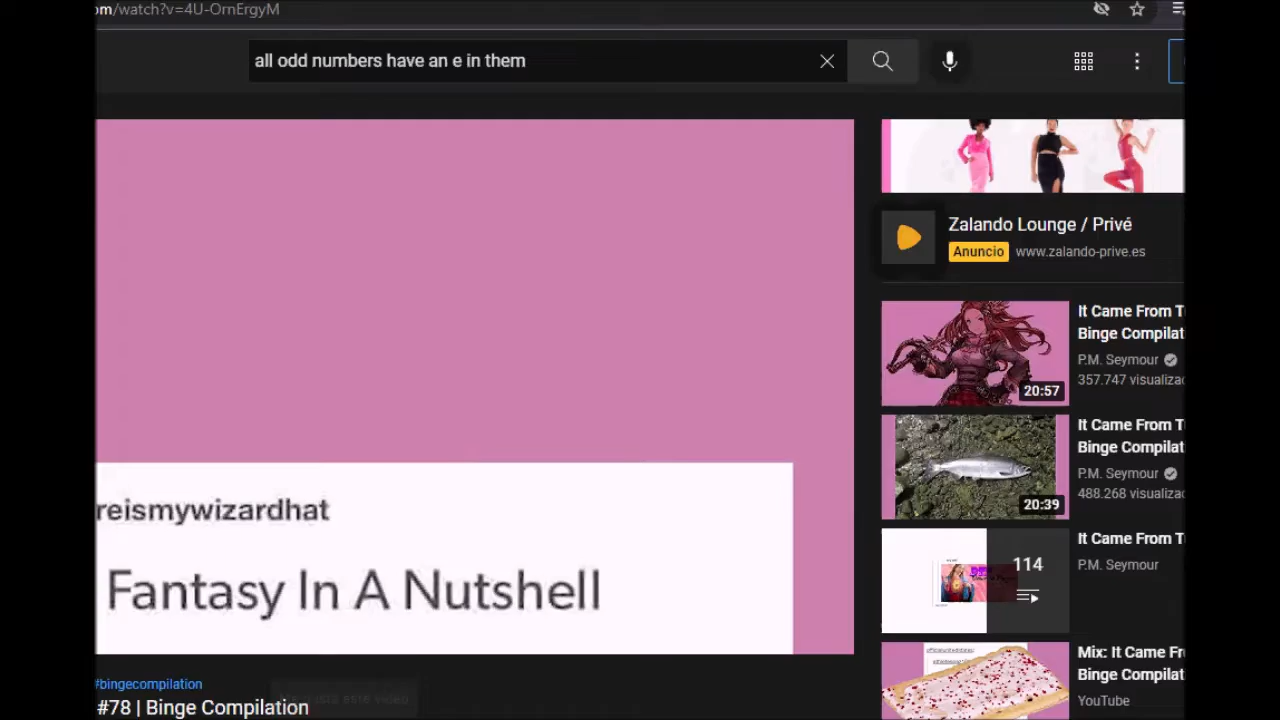 om/watch?v=4U-OrnErgyM
all odd numbers have an e in them
Zalando Lounge / Privé
Anuncio www.zalando-prive.es
It Came From T
Binge Compilat
P.M. Seymour
357.747 visualizac
20:57
It Came From T
Binge Compilat
P.M. Seymour
488.268 visualizac
20:39
reismywizardhat
Fantasy In A Nutshell
It Came From T
P.M. Seymour
114
Mix: It Came Fr
Binge Compilat
YouTube
#bingecompilation
#78 | Binge Compilation